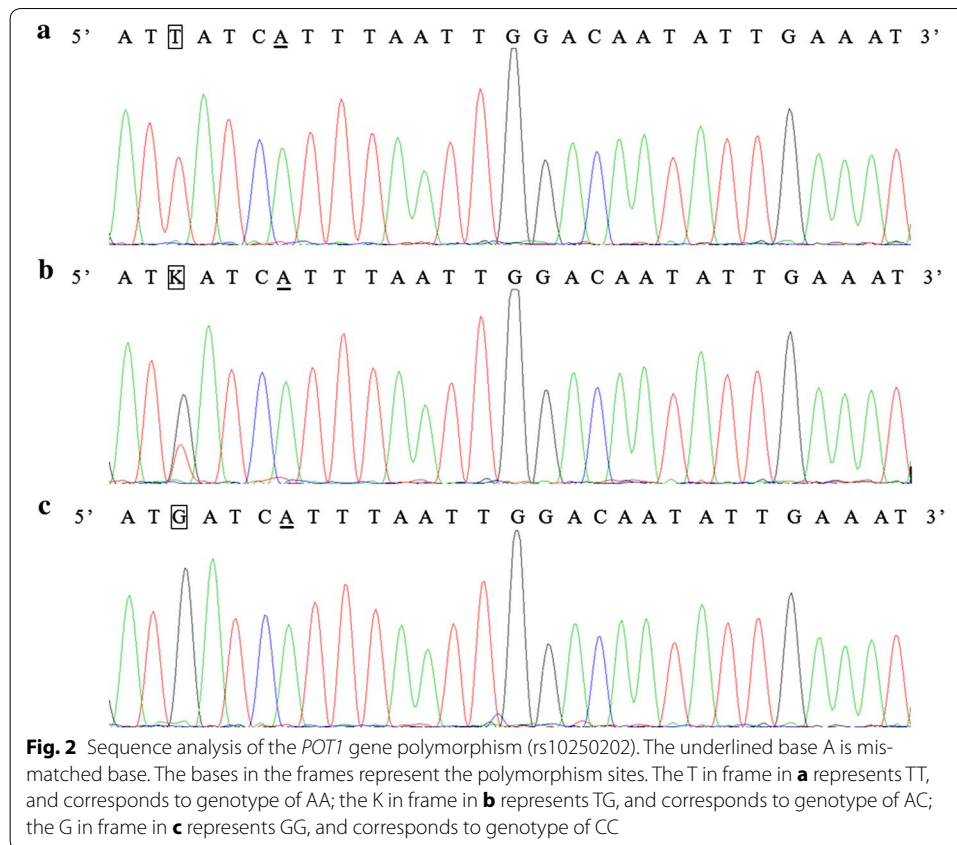 a 5’ A T T A T C A T T T A A T T G G A C A A T A T T G A A A T 3’
b 5’ A T K A T C A T T T A A T T G G A C A A T A T T G A A A T 3’
c 5’ A T G A T C A T T T A A T T G G A C A A T A T T G A A A T 3’
Fig. 2 Sequence analysis of the POT1 gene polymorphism (rs10250202). The underlined base A is mis-
matched base. The bases in the frames represent the polymorphism sites. The T in frame in a represents TT,
and corresponds to genotype of AA; the K in frame in b represents TG, and corresponds to genotype of AC;
the G in frame in c represents GG, and corresponds to genotype of CC